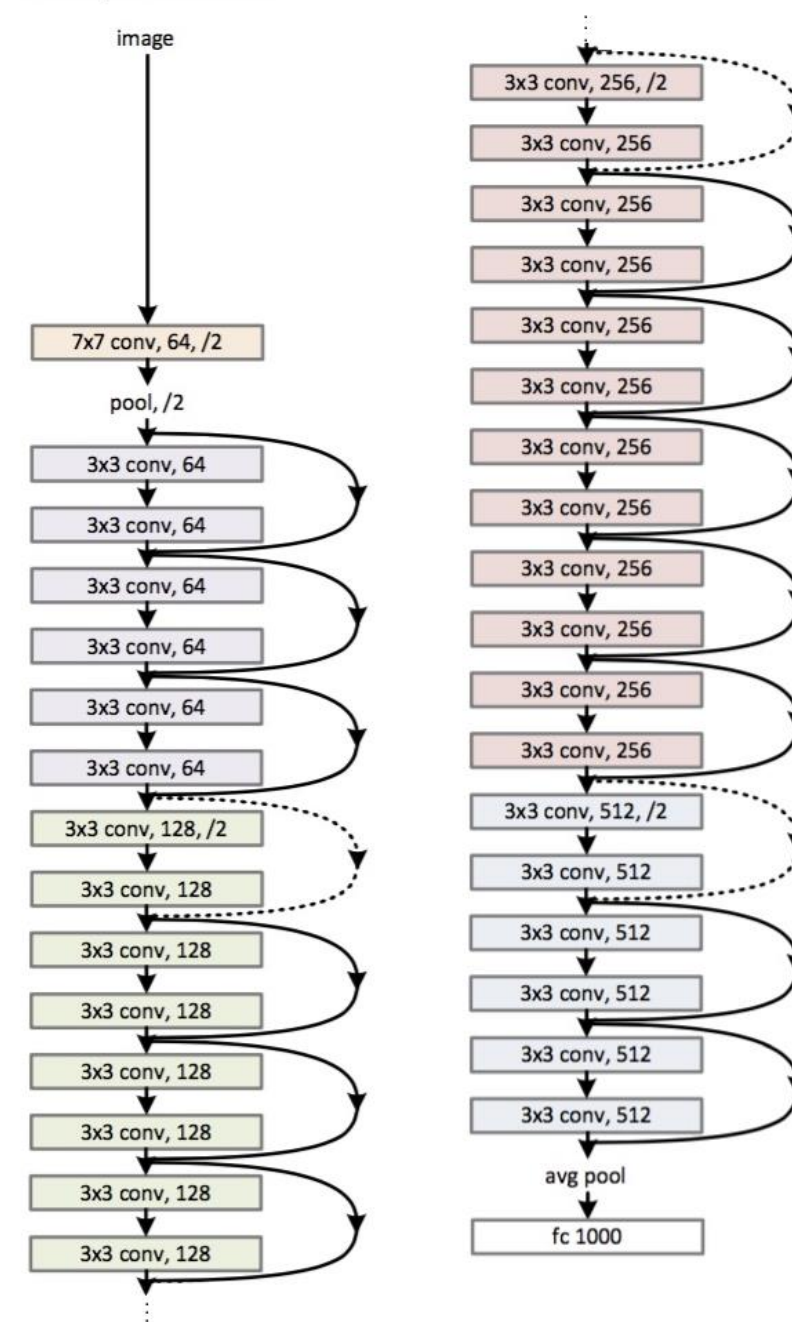 image
7x7 conv, 64, /2
pool, /2
3x3 conv, 64
3x3 conv, 64
3x3 conv, 64
3x3 conv, 64
3x3 conv, 64
3x3 conv, 64
3x3 conv, 128, /2
3x3 conv, 128
3x3 conv, 128
3x3 conv, 128
3x3 conv, 128
3x3 conv, 128
3x3 conv, 128
3x3 conv, 128
3x3 conv, 256, /2
3x3 conv, 256
3x3 conv, 256
3x3 conv, 256
3x3 conv, 256
3x3 conv, 256
3x3 conv, 256
3x3 conv, 256
3x3 conv, 256
3x3 conv, 256
3x3 conv, 256
3x3 conv, 256
3x3 conv, 512, /2
3x3 conv, 512
3x3 conv, 512
3x3 conv, 512
3x3 conv, 512
3x3 conv, 512
avg pool
fc 1000